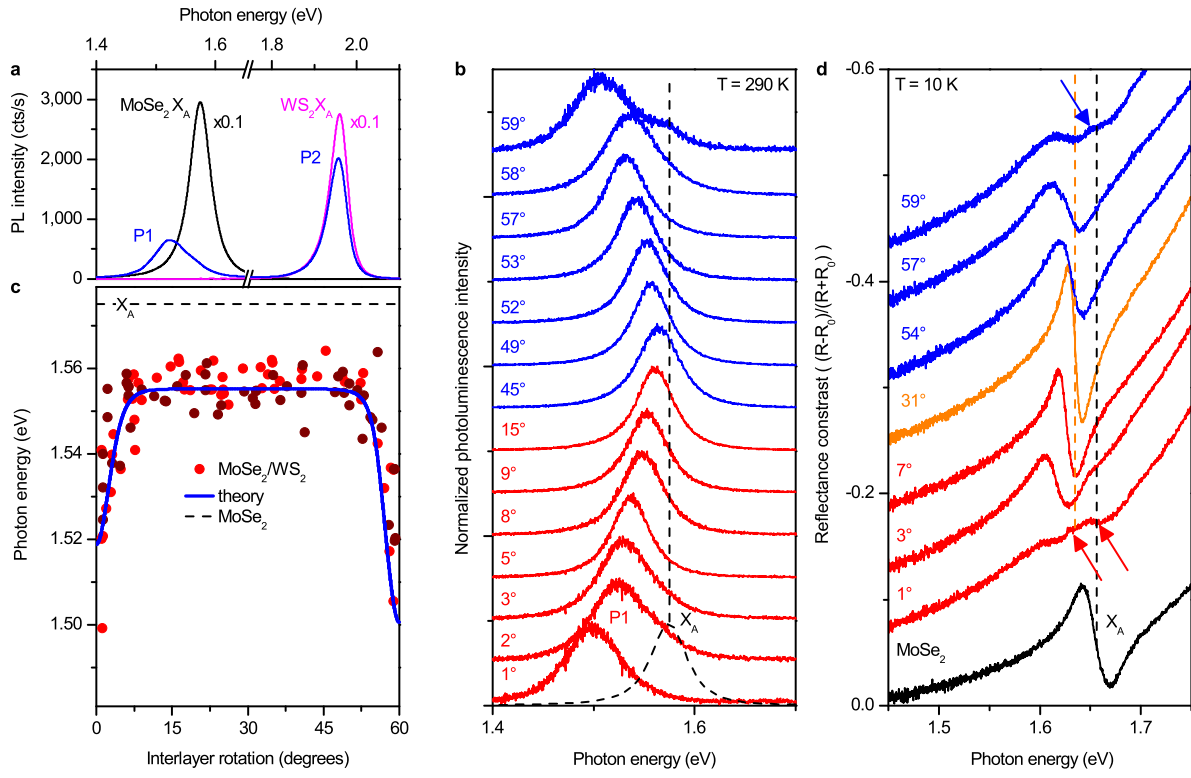 Photon energy (eV)
1.4 1.6 1.8 2.0
a
3,000
2,000
1,000
0
PL intensity (cts/s)
MoSe2 XA
x0.1
WS2XA
x0.1
P1
P2
c
XA
1.56
1.54
1.52
1.50
Photon energy (eV)
MoSe2/WS2
theory
MoSe2
0 15 30 45 60
Interlayer rotation (degrees)
b
T = 290 K
Normalized photoluminescence intensity
59°
58°
57°
53°
52°
49°
45°
15°
9°
8°
5°
3°
2°
1°
P1
XA
1.4 1.6
Photon energy (eV)
d
T = 10 K
-0.6
-0.4
-0.2
0.0
Reflectance constrast ( (R-R0)/(R+R0))
59°
57°
54°
31°
7°
3°
1°
MoSe2
XA
1.5 1.6 1.7
Photon energy (eV)